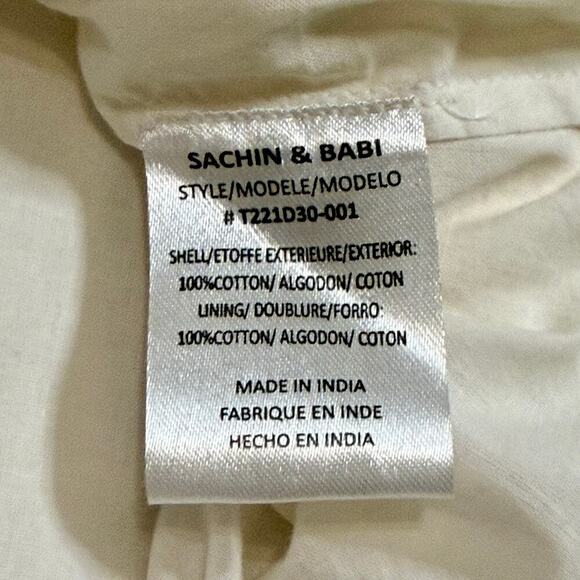 SACHIN & BABI
STYLE/MODELE/MODELO
# T221D30-001
SHELL/ETOFFE EXTERIEURE/EXTERIOR:
100%COTTON/ ALGODON/ COTON
LINING/ DOUBLURE/FORRO:
100%COTTON/ ALGODON/ COTON
MADE IN INDIA
FABRIQUE EN INDE
HECHO EN INDIA